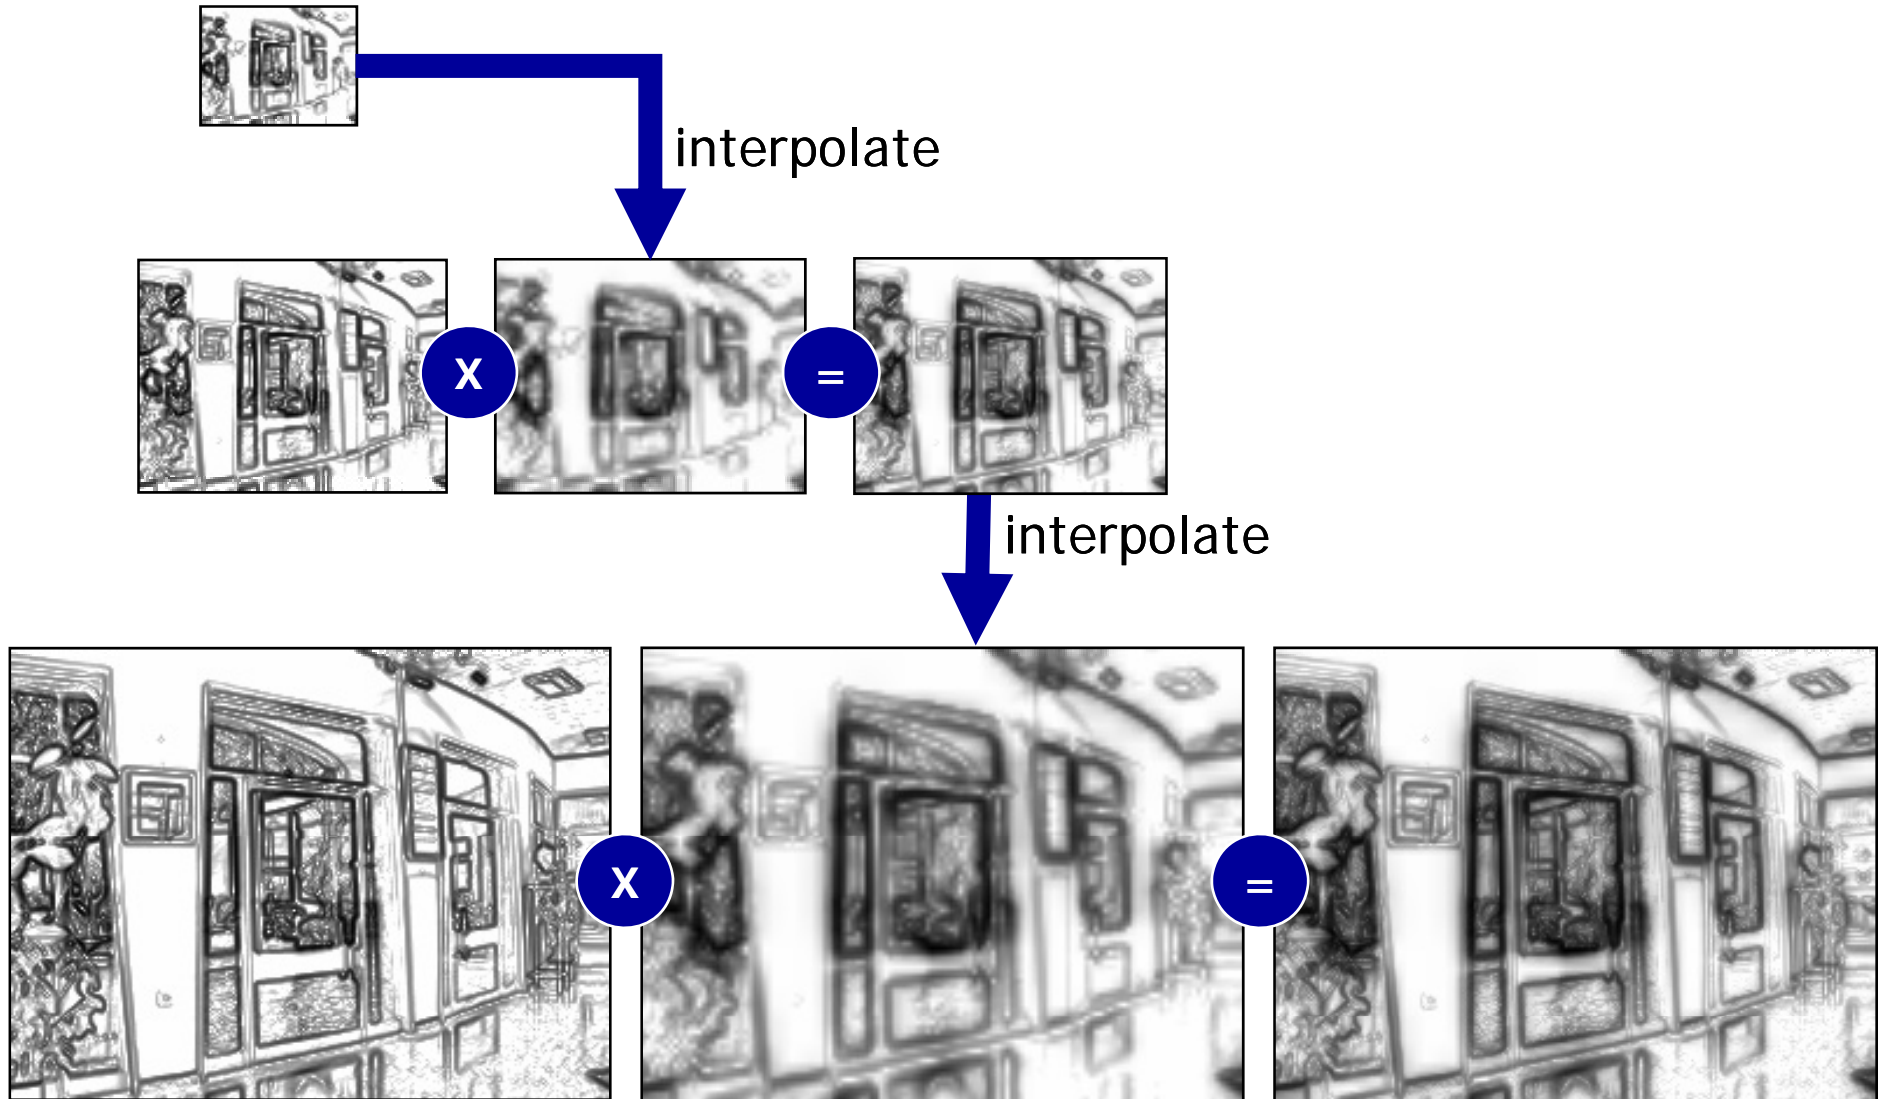 interpolate
X
=
interpolate
X
=